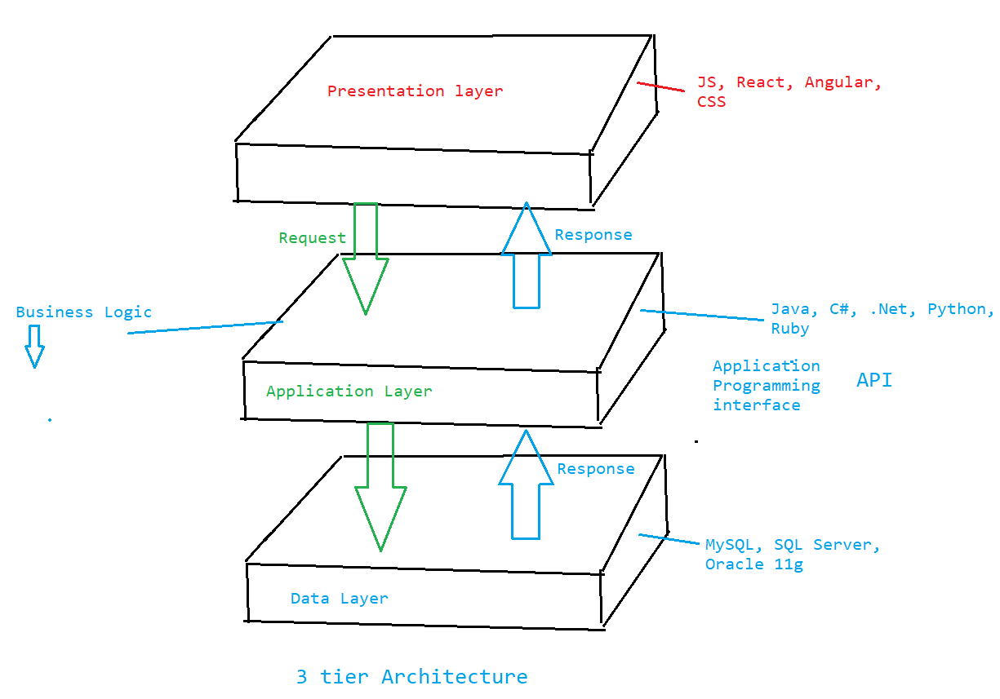 Presentation layer
JS, React, Angular,
CSS
Request
Response
Business Logic
Java, C#, .Net, Python,
Ruby
Application
Programming
interface
API
Application Layer
Response
MySQL, SQL Server,
Oracle 11g
Data Layer
3 tier Architecture